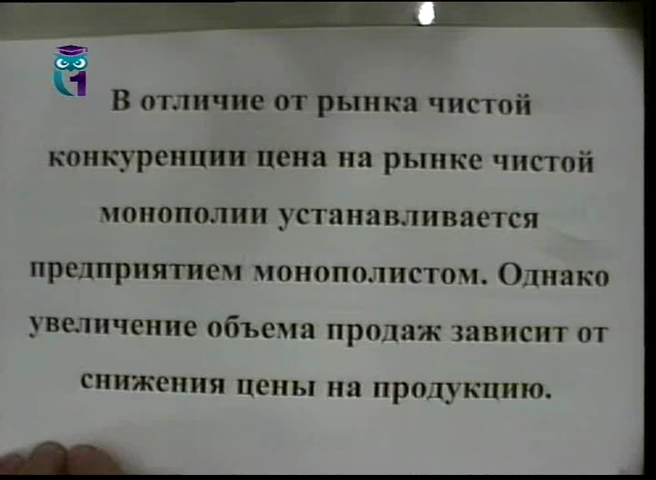 1
В отличие от рынка чистой
конкуренции цена на рынке чистой
монополии устанавливается
предприятием монополистом. Однако
увеличение объема продаж зависит от
снижения цены на продукцию.